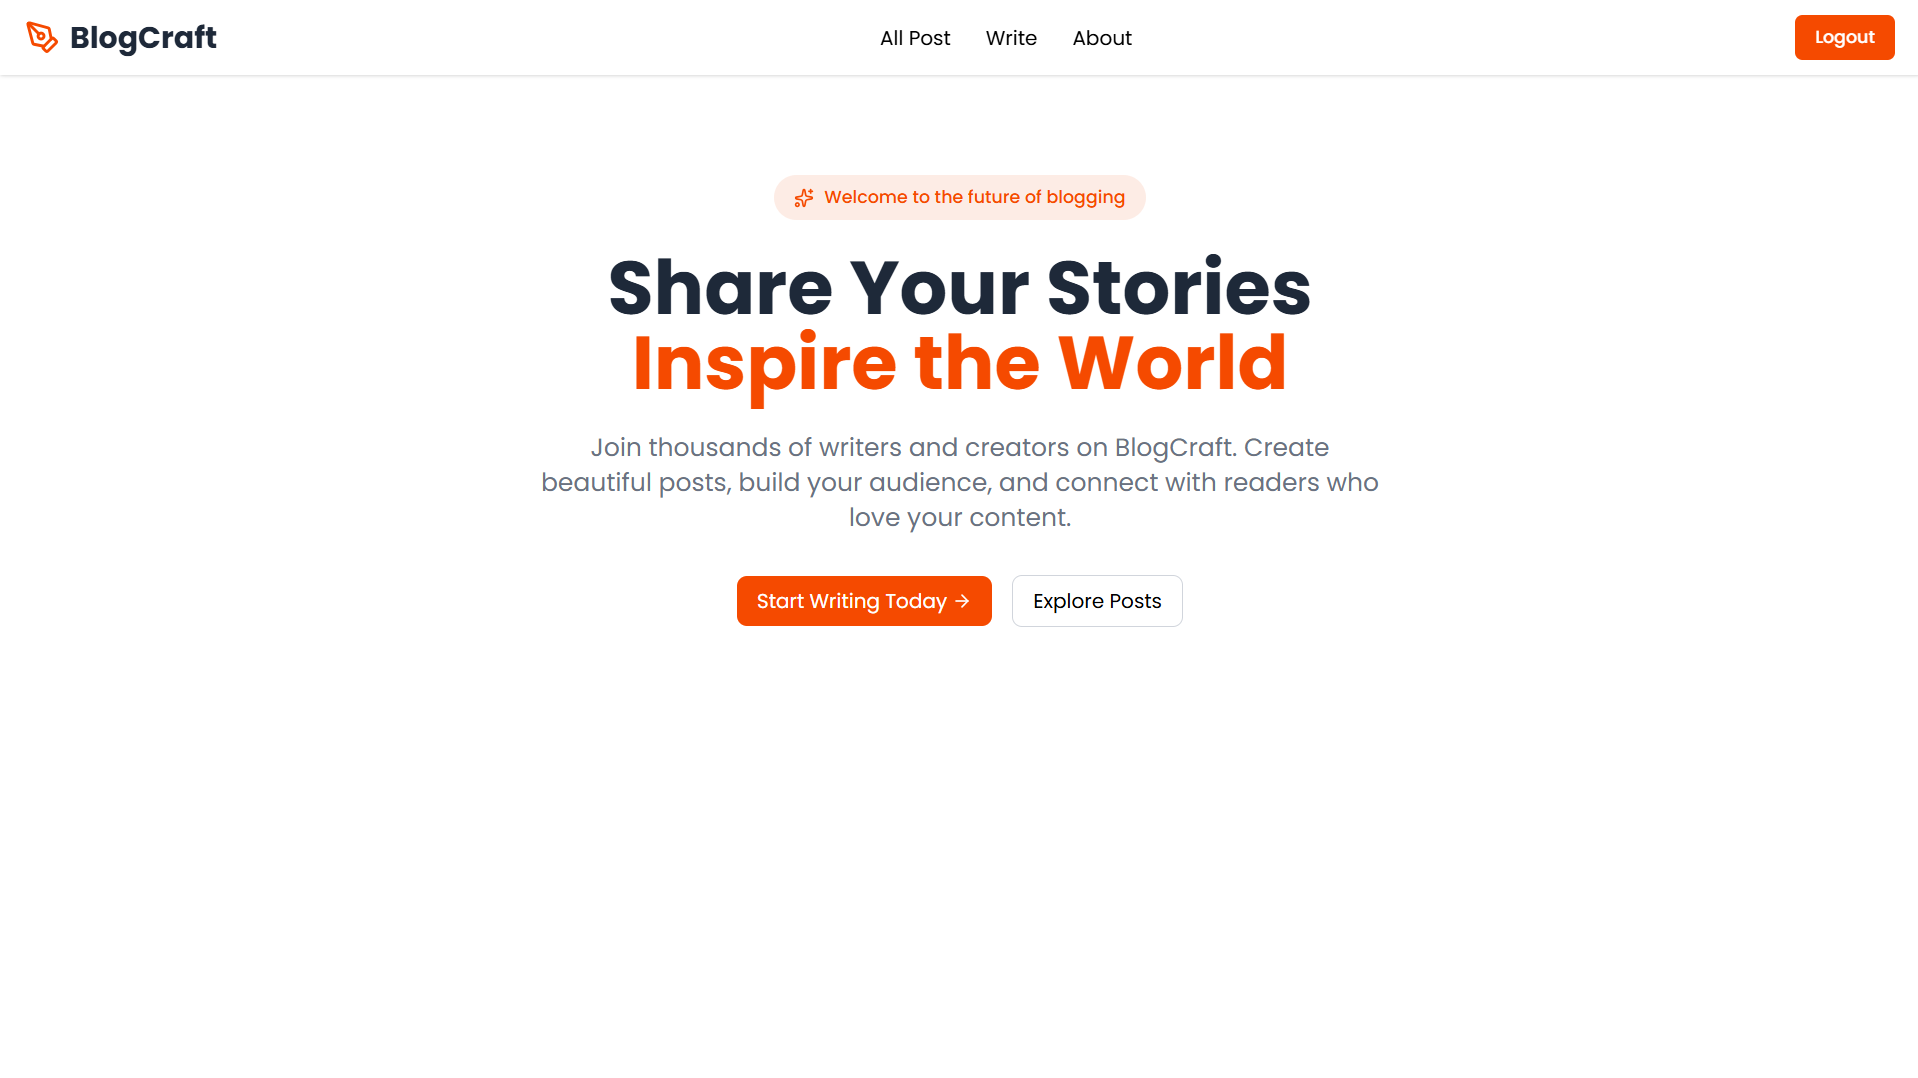 BlogCraft
All Post
Write
About
Logout
Welcome to the future of blogging
Share Your Stories
Inspire the World
Join thousands of writers and creators on BlogCraft. Create
beautiful posts, build your audience, and connect with readers who
love your content.
Start Writing Today →
Explore Posts